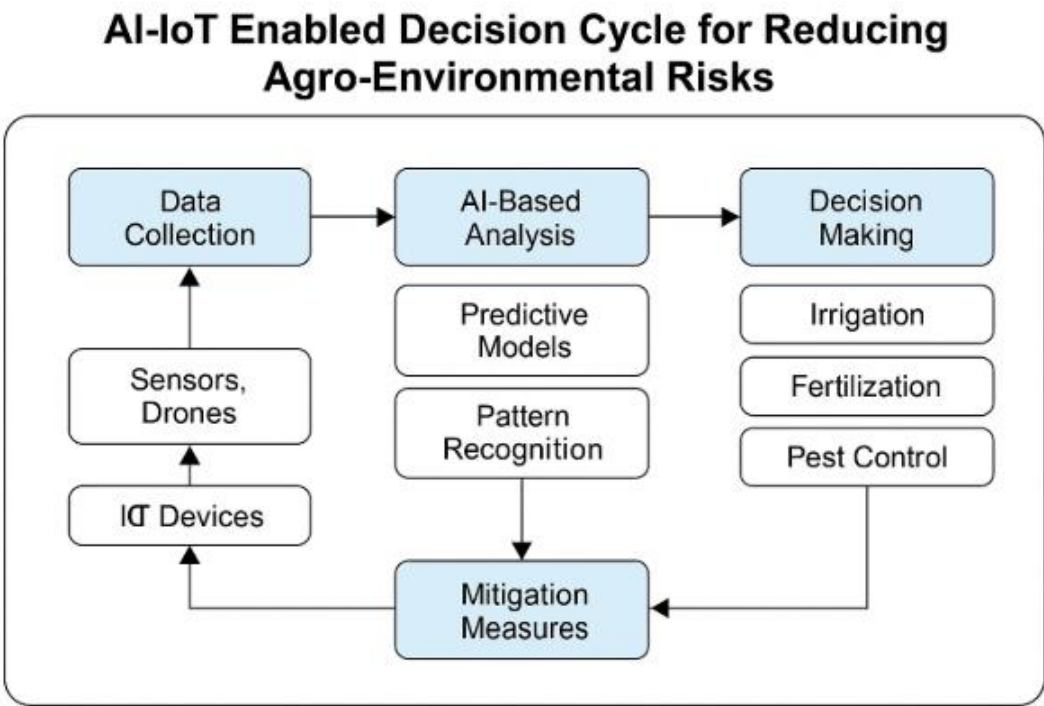 AI-IoT Enabled Decision Cycle for Reducing
Agro-Environmental Risks
Data
Collection
AI-Based
Analysis
Decision
Making
Predictive
Models
Irrigation
Sensors,
Drones
Fertilization
Pattern
Recognition
Pest Control
Devices
Mitigation
Measures